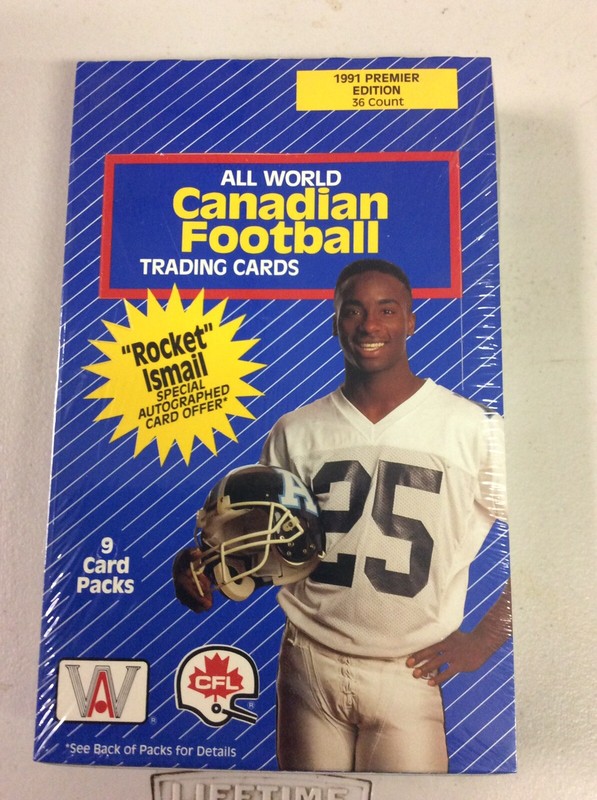 1991 PREMIER
EDITION
36 Count
ALL WORLD
Canadian
Football
TRADING CARDS
"Rocket"
Ismail
SPECIAL
AUTOGRAPHED
CARD OFFER*
A
25
9
Card
Packs
AW
®
CFL
®
*See Back of Packs for Details
LIFETIME